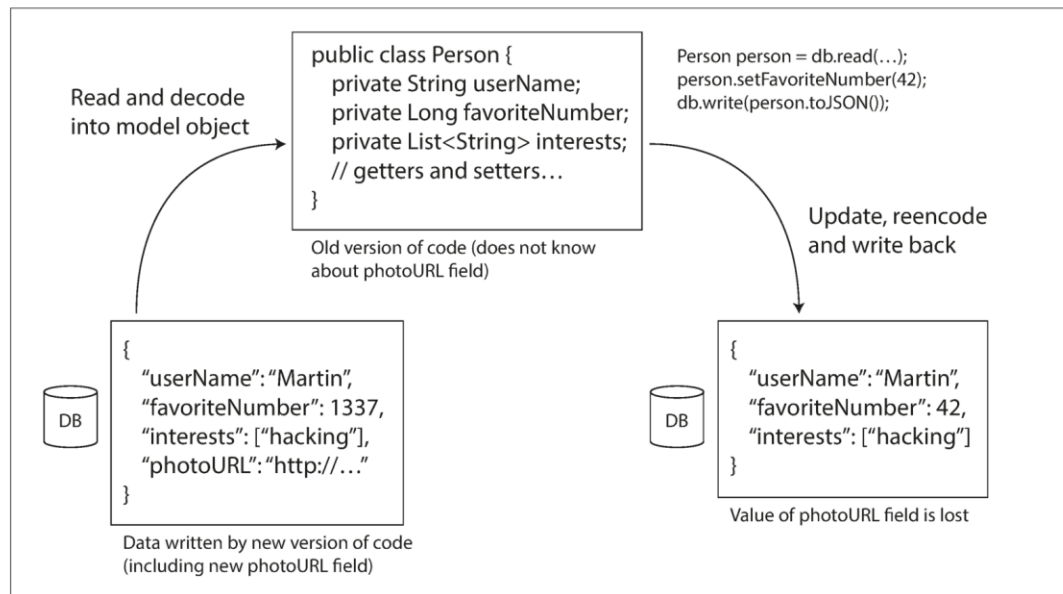 public class Person {
private String userName;
private Long favoriteNumber;
private List<String> interests;
// getters and setters…
}
Person person = db.read(…);
person.setFavoriteNumber(42);
db.write(person.toJSON());
Read and decode
into model object
Old version of code (does not know
about photoURL field)
Update, reencode
and write back
DB
{
“userName”: “Martin”,
“favoriteNumber”: 1337,
“interests”: [“hacking”],
“photoURL”: “http://…”
}
Data written by new version of code
(including new photoURL field)
DB
{
“userName”: “Martin”,
“favoriteNumber”: 42,
“interests”: [“hacking”]
}
Value of photoURL field is lost